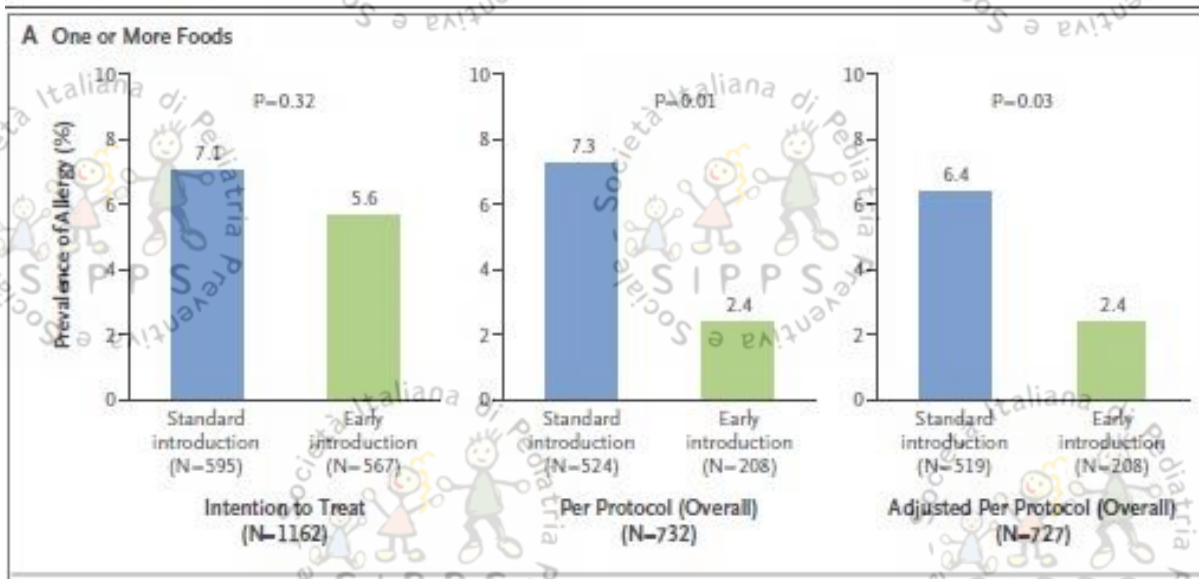 A One or More Foods
Prevalence of Allergy (%)
10
8
6
4
2
0
P=0.32
7.1
5.6
Standard introduction (N=595)
Early introduction (N=567)
Intention to Treat
(N=1162)
10
8
6
4
2
0
P=0.01
7.3
2.4
Standard introduction (N=524)
Early introduction (N=208)
Per Protocol (Overall)
(N=732)
10
8
6
4
2
0
P=0.03
6.4
2.4
Standard introduction (N=519)
Early introduction (N=208)
Adjusted Per Protocol (Overall)
(N=727)
Società Italiana di Pediatria Preventiva e Sociale
SIPPS